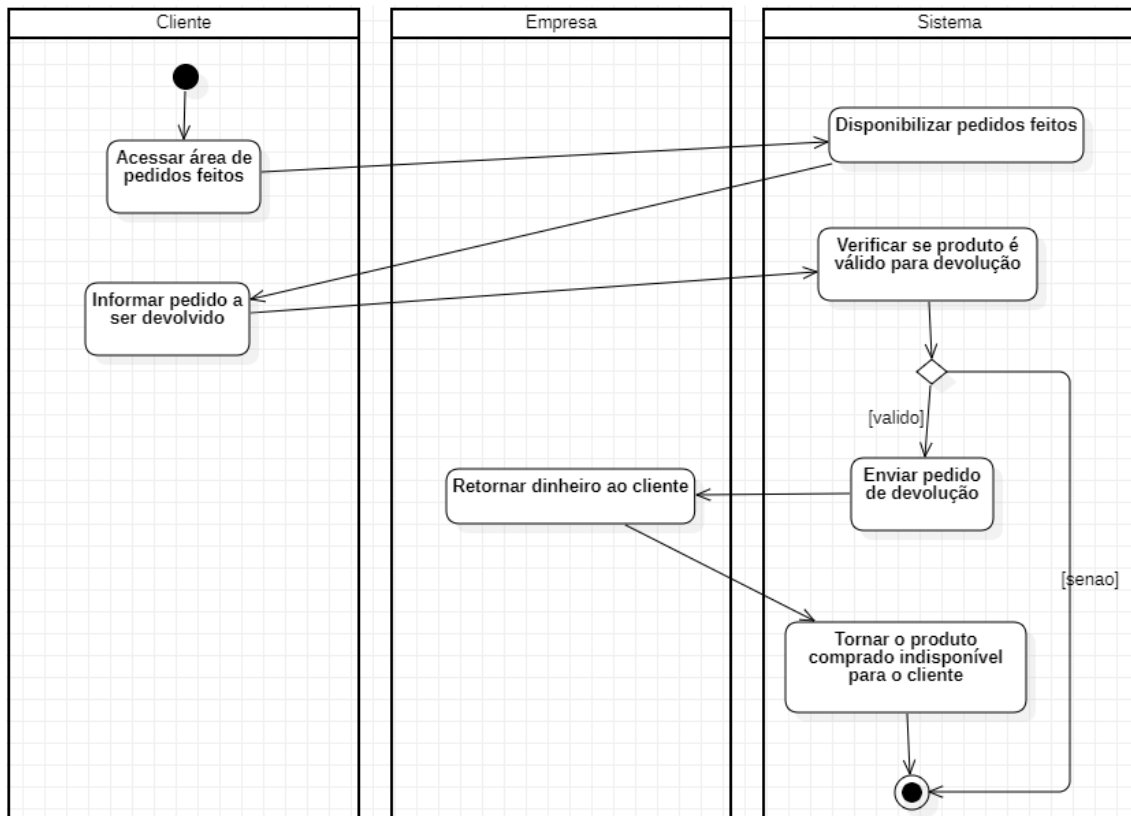 Cliente
Empresa
Sistema
Acessar área de
pedidos feitos
Disponibilizar pedidos feitos
Informar pedido a
ser devolvido
Verificar se produto é
válido para devolução
[valido]
Enviar pedido
de devolução
Retornar dinheiro ao cliente
[senao]
Tornar o produto
comprado indisponível
para o cliente